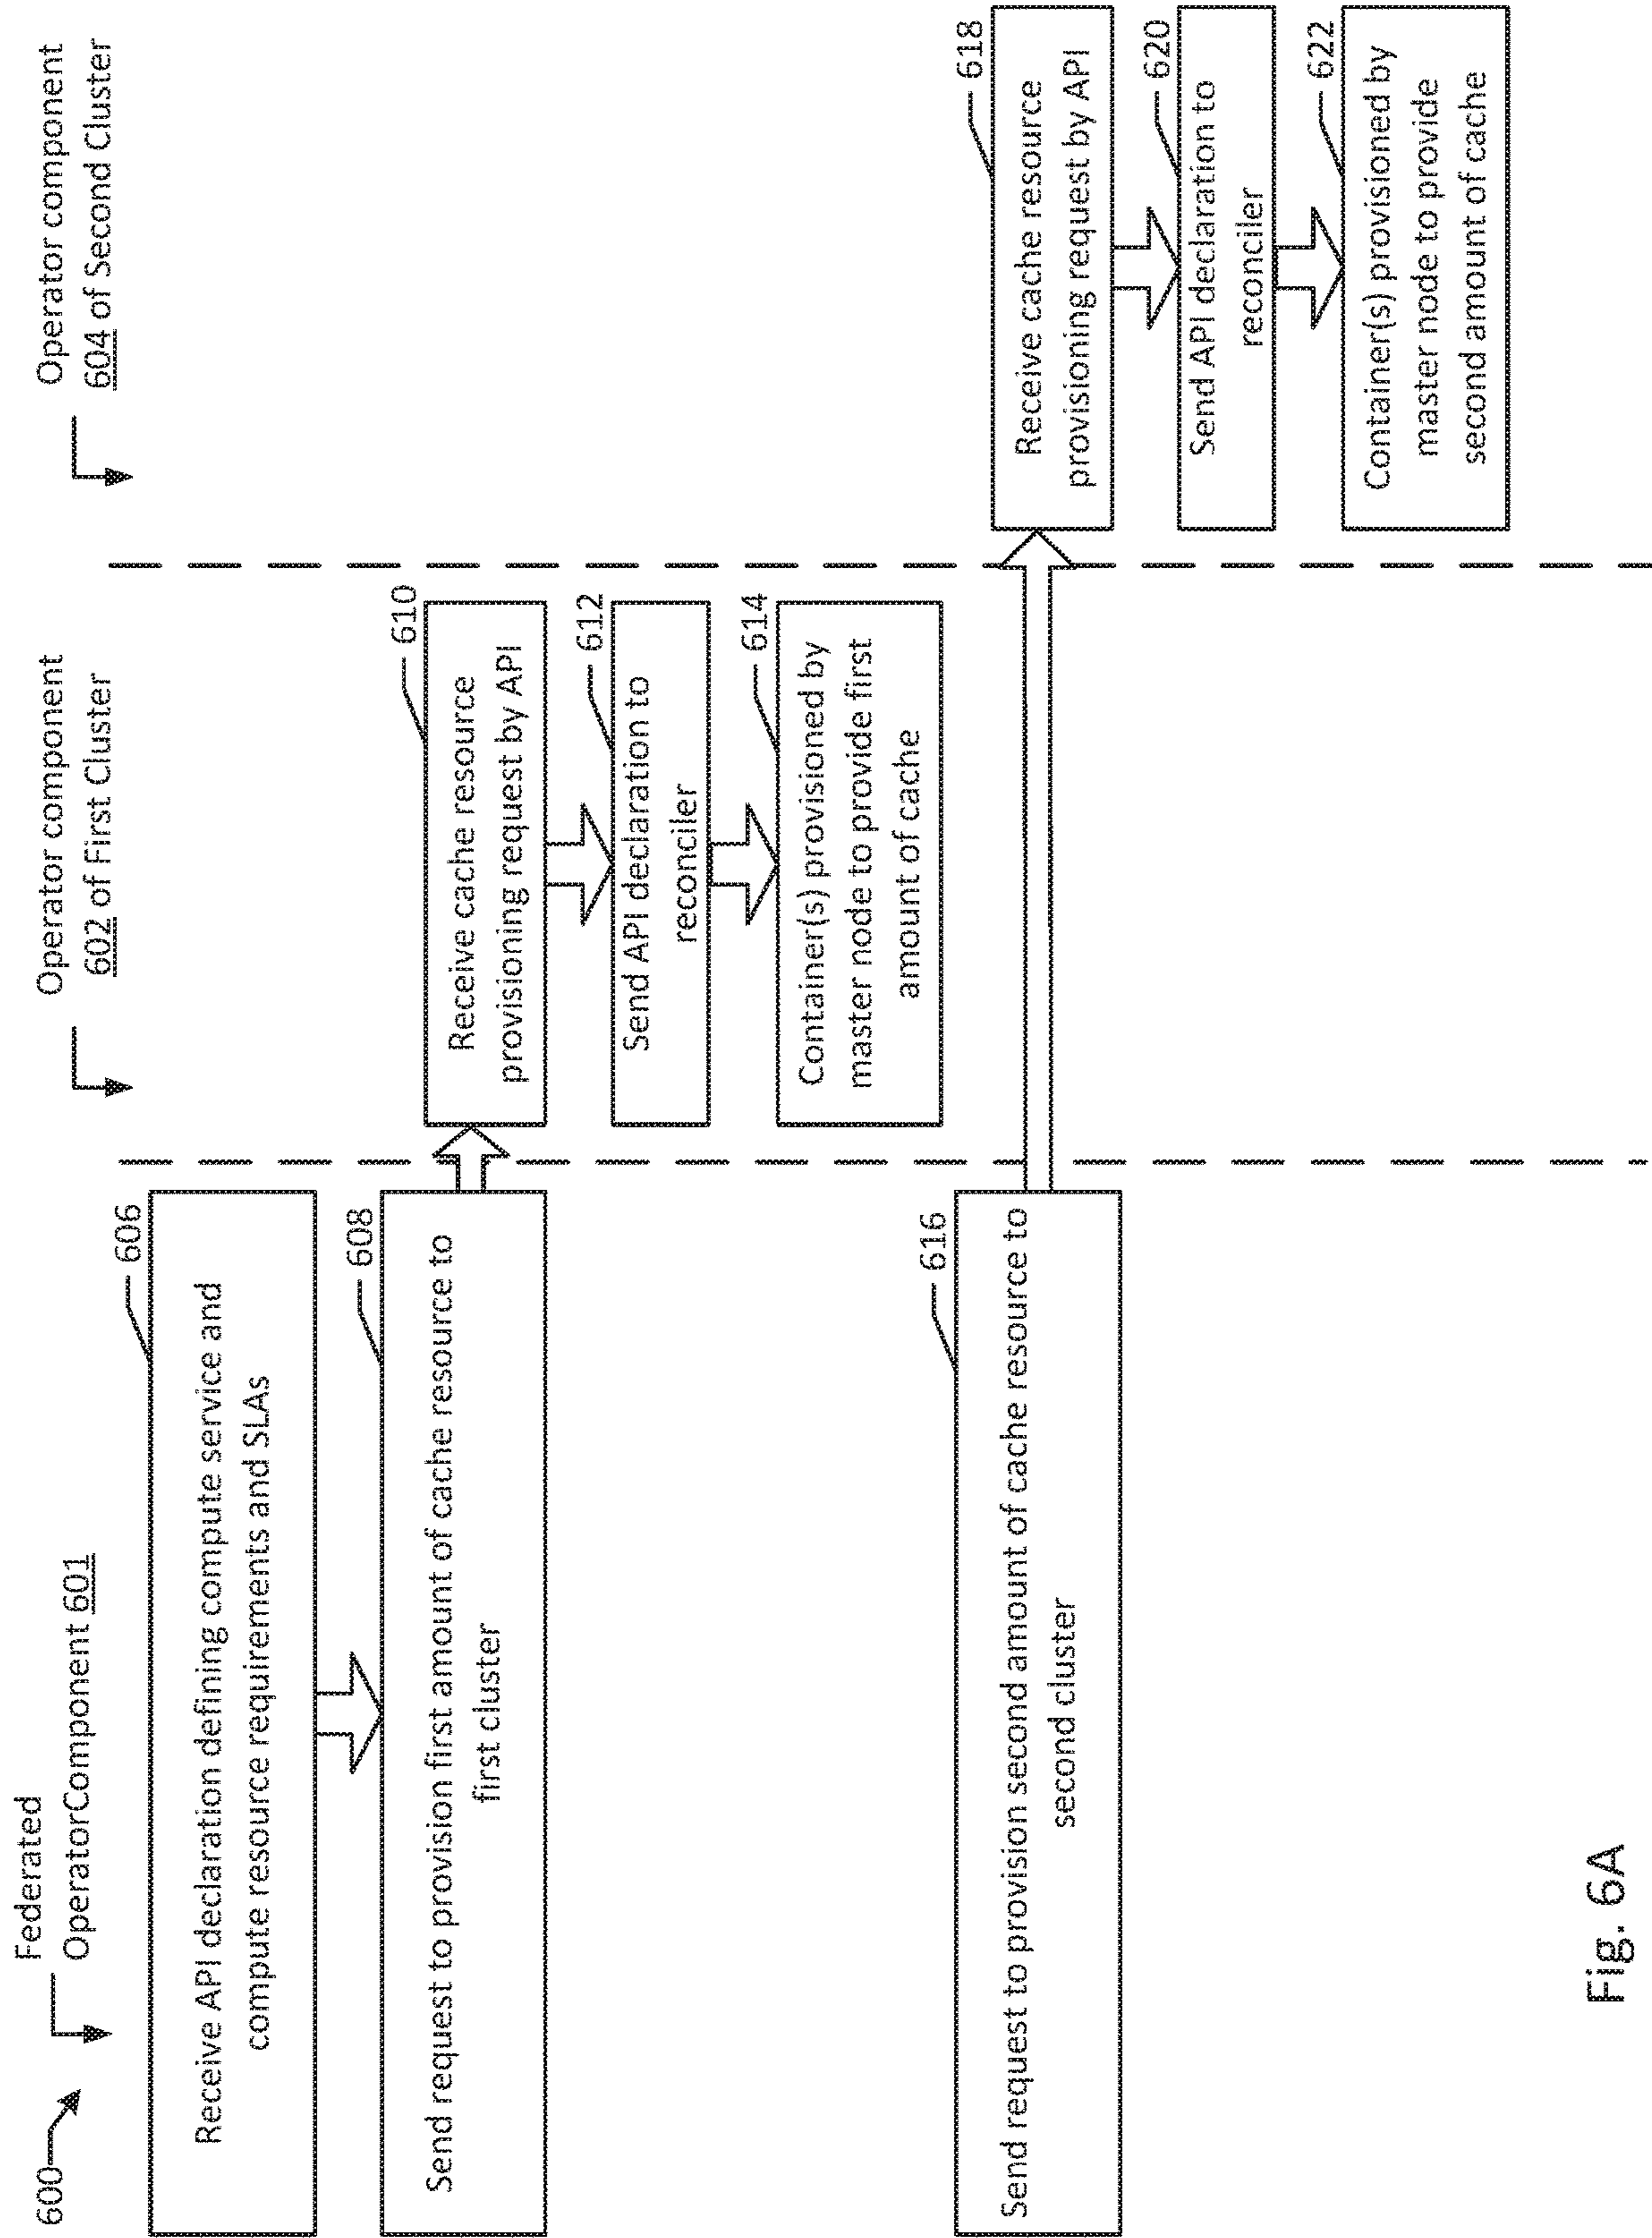 600
Federated
OperatorComponent 601
Operator component
602 of First Cluster
Operator component
604 of Second Cluster
606
Receive API declaration defining compute service and
compute resource requirements and SLAs
608
Send request to provision first amount of cache resource to
first cluster
610
Receive cache resource
provisioning request by API
612
Send API declaration to
reconciler
614
Container(s) provisioned by
master node to provide first
amount of cache
616
Send request to provision second amount of cache resource to
second cluster
618
Receive cache resource
provisioning request by API
620
Send API declaration to
reconciler
622
Container(s) provisioned by
master node to provide
second amount of cache
Fig. 6A